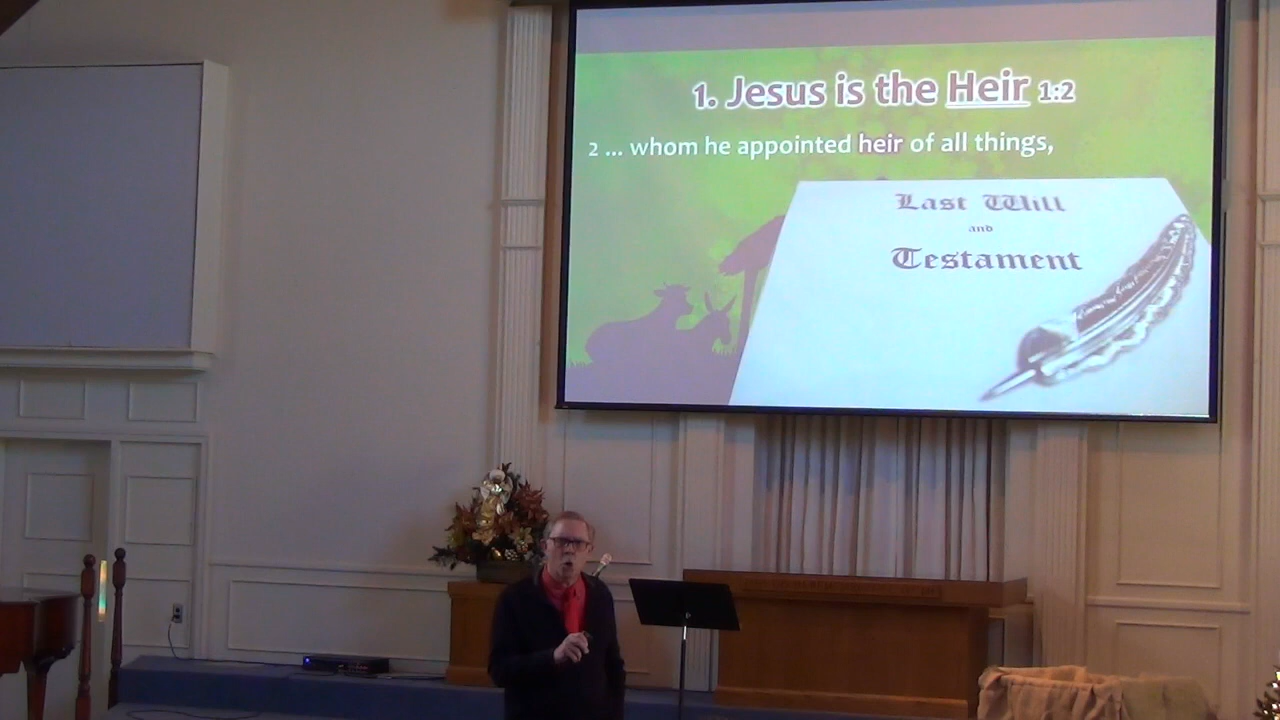 1. Jesus is the Heir 1:2
2 ... whom he appointed heir of all things,
Last Will
and
Testament